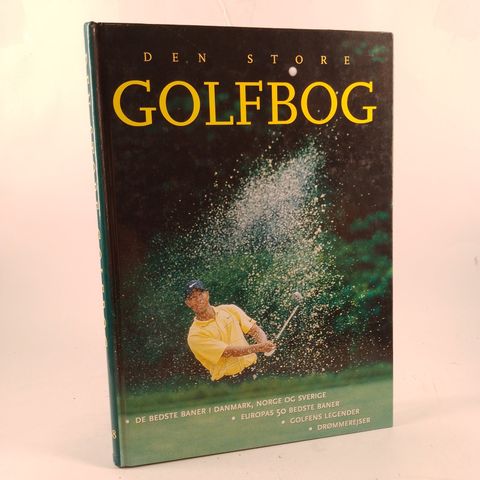 DEN STORE
GOLFBOG
• DE BEDSTE BANER I DANMARK, NORGE OG SVERIGE
• EUROPAS 50 BEDSTE BANER
• GOLFENS LEGENDER
• DRØMMEREJSER